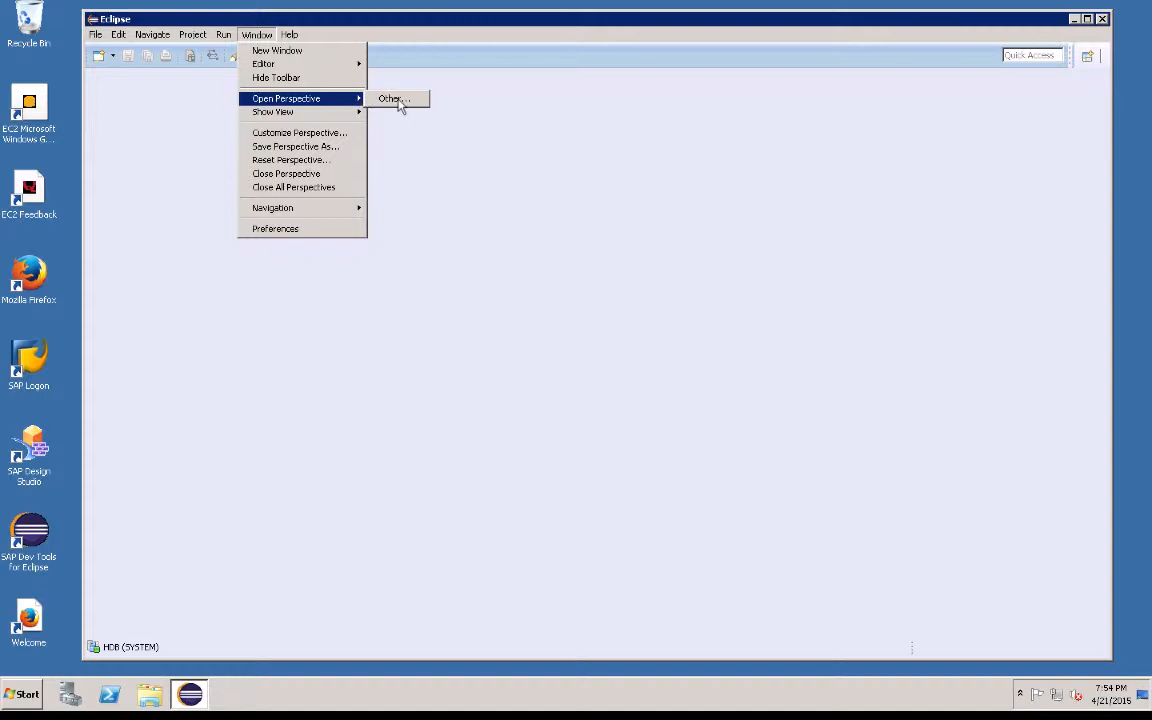 Recycle Bin
EC2 Microsoft
Windows G...
EC2 Feedback
Mozilla Firefox
SAP Logon
SAP Design
Studio
SAP Dev Tools
for Eclipse
Welcome
Eclipse
File Edit Navigate Project Run Window Help
Quick Access
New Window
Editor
Hide Toolbar
Open Perspective
Other...
Show View
Customize Perspective...
Save Perspective As...
Reset Perspective...
Close Perspective
Close All Perspectives
Navigation
Preferences
HDB (SYSTEM)
Start
7:54 PM
4/21/2015